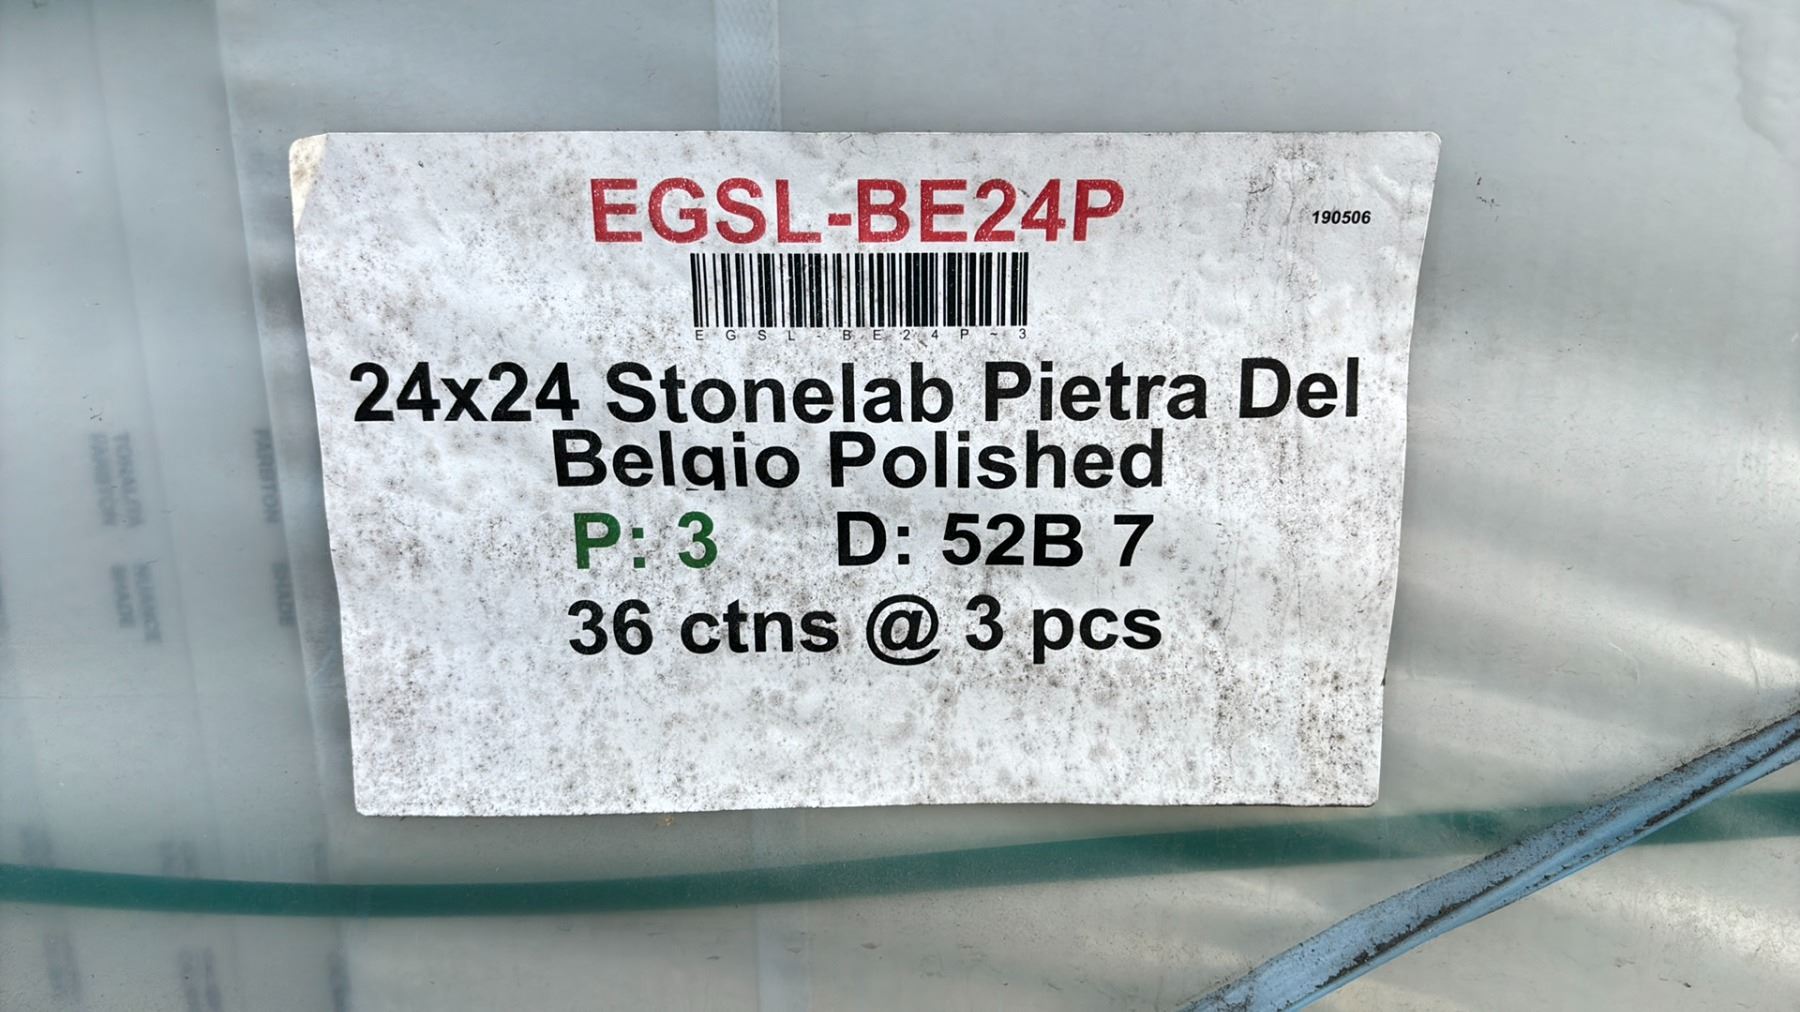 EGSL-BE24P
190506
EGSL-BE24P~3
24x24 Stonelab Pietra Del
Belgio Polished
P: 3 D: 52B 7
36 ctns @ 3 pcs